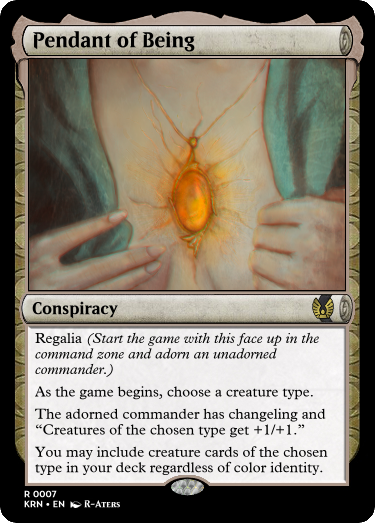 Pendant of Being
Conspiracy
Regalia (Start the game with this face up in the
command zone and adorn an unadorned
commander.)
As the game begins, choose a creature type.
The adorned commander has changeling and
“Creatures of the chosen type get +1/+1.”
You may include creature cards of the chosen
type in your deck regardless of color identity.
R 0007
KRN • EN R-Aters